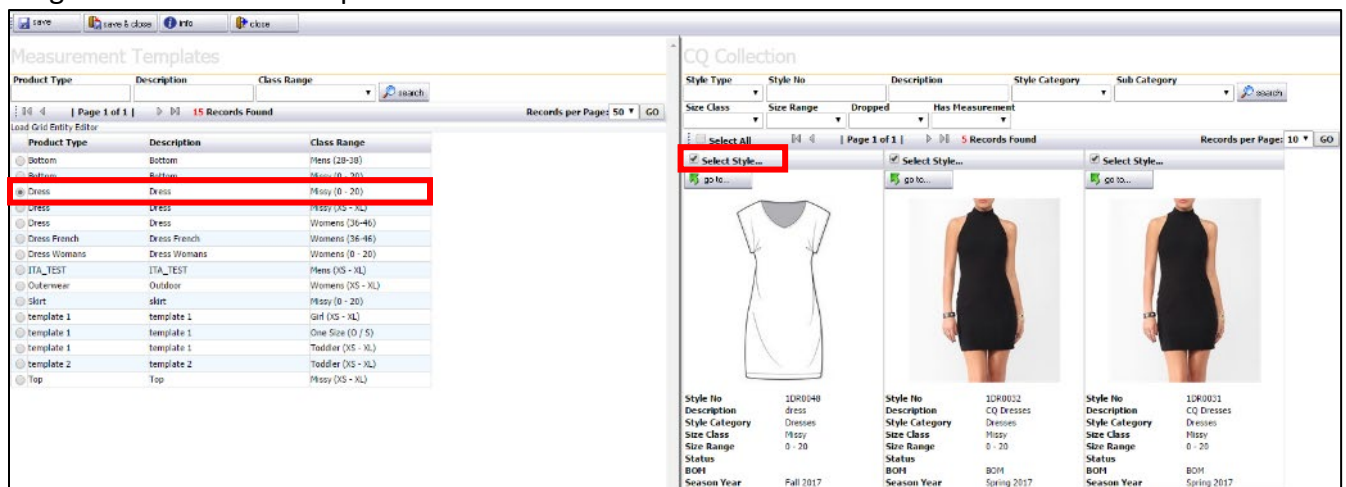 save save & close info close
Measurement Templates
Product Type Description Class Range
search
| Page 1 of 1 | 15 Records Found Records per Page: 50 GO
Load Grid Entity Editor
Product Type Description Class Range
Bottom Bottom Mens (28-38)
Bottom Bottom Missy (0 - 20)
Dress Dress Missy (0 - 20)
Dress Dress Missy (XS - XL)
Dress Dress Womens (36-46)
Dress French Dress French Womens (36-46)
Dress Womans Dress Womans Womens (0 - 20)
ITA_TEST ITA_TEST Mens (XS - XL)
Outerwear Outdoor Womens (XS - XL)
Skirt skirt Missy (0 - 20)
template 1 template 1 Girl (XS - XL)
template 1 template 1 One Size (O / S)
template 1 template 1 Toddler (XS - XL)
template 2 template 2 Toddler (XS - XL)
Top Top Missy (XS - XL)
CQ Collection
Style Type Style No Description Style Category Sub Category
search
Size Class Size Range Dropped Has Measurement
Select All | Page 1 of 1 | 5 Records Found Records per Page: 10 GO
Select Style... Select Style... Select Style...
go to... go to... go to...
Style No 1DR0048 Style No 1DR0032 Style No 1DR0031
Description dress Description CQ Dresses Description CQ Dresses
Style Category Dresses Style Category Dresses Style Category Dresses
Size Class Missy Size Class Missy Size Class Missy
Size Range 0 - 20 Size Range 0 - 20 Size Range 0 - 20
Status Status Status
BOM BOM BOM BOM BOM
Season Year Fall 2017 Season Year Spring 2017 Season Year Spring 2017